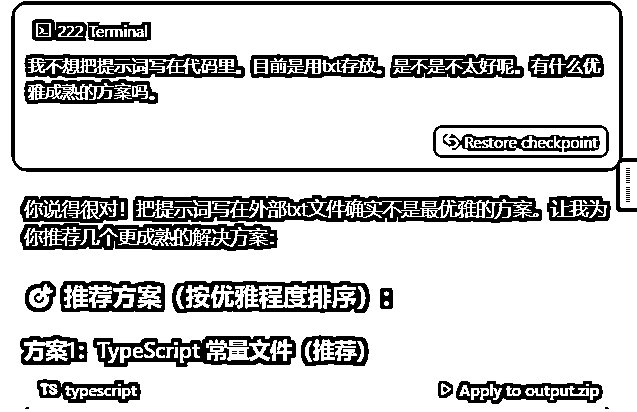 222 Terminal
我不想把提示词写在代码里。目前是用txt存放。是不是不太好呢。有什么优
雅成熟的方案吗。
Restore checkpoint
你说得很对！把提示词写在外部txt文件确实不是最优雅的方案。让我为
你推荐几个更成熟的解决方案：
推荐方案（按优雅程度排序）：
方案1：TypeScript 常量文件（推荐）
TS typescript
Apply to output.zip